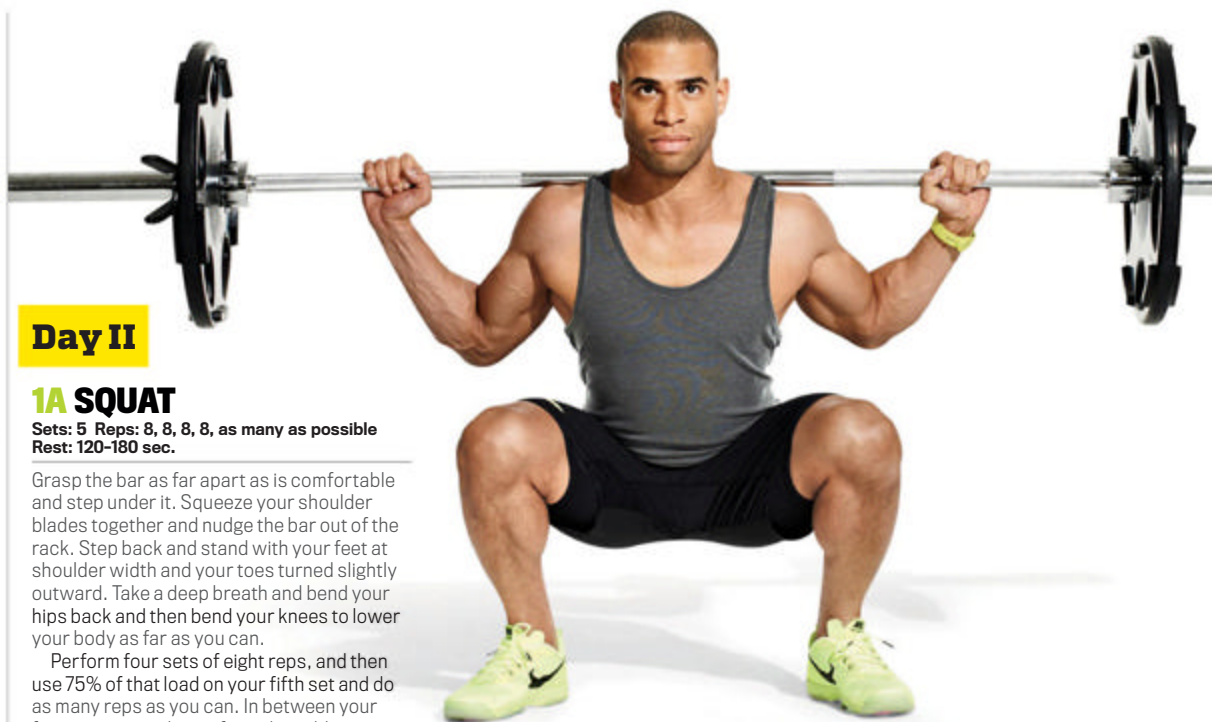 Day II
1A SQUAT
Sets: 5 Reps: 8, 8, 8, 8, as many as possible
Rest: 120-180 sec.
Grasp the bar as far apart as is comfortable
and step under it. Squeeze your shoulder
blades together and nudge the bar out of the
rack. Step back and stand with your feet at
shoulder width and your toes turned slightly
outward. Take a deep breath and bend your
hips back and then bend your knees to lower
your body as far as you can.
Perform four sets of eight reps, and then
use 75% of that load on your fifth set and do
as many reps as you can. In between your